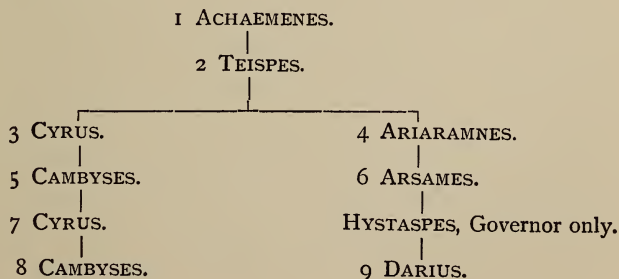 1 ACHAEMENES.
2 TEISPES.
3 CYRUS. 4 ARIARAMNES.
5 CAMBYSES. 6 ARSAMES.
7 CYRUS. HYSTASPES, Governor only.
8 CAMBYSES. 9 DARIUS.